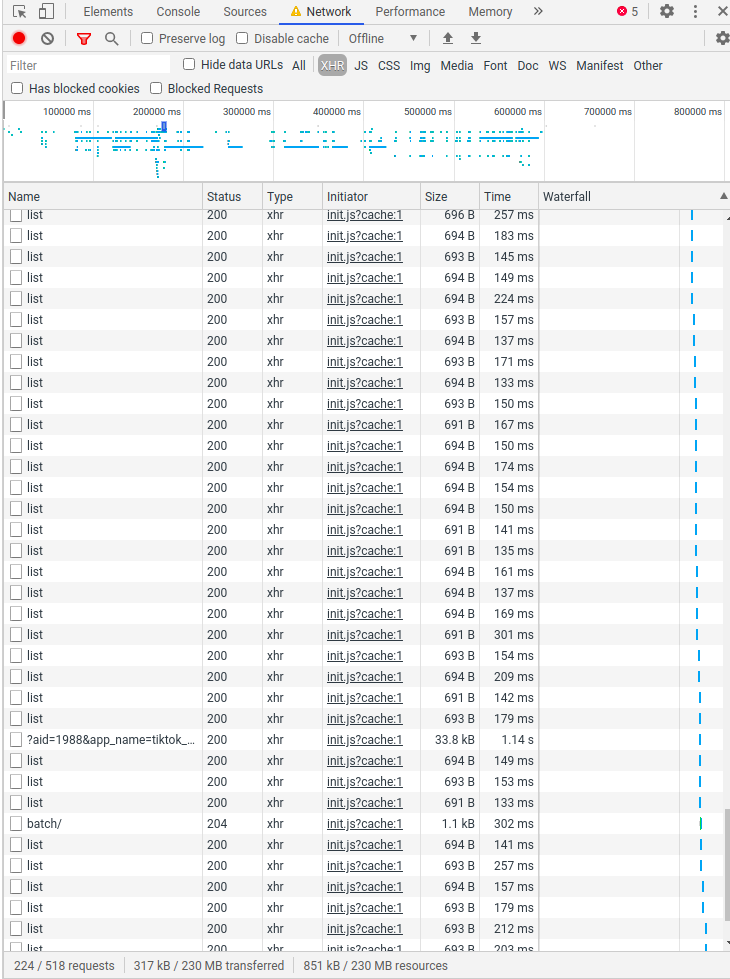 Elements Console Sources Network Performance Memory » 5
Preserve log Disable cache Offline
Filter Hide data URLs All XHR JS CSS Img Media Font Doc WS Manifest Other
Has blocked cookies Blocked Requests
100000 ms 200000 ms 300000 ms 400000 ms 500000 ms 600000 ms 700000 ms 800000 ms
Name Status Type Initiator Size Time Waterfall
list 200 xhr init.js?cache:1 696 B 257 ms
list 200 xhr init.js?cache:1 694 B 183 ms
list 200 xhr init.js?cache:1 693 B 145 ms
list 200 xhr init.js?cache:1 694 B 149 ms
list 200 xhr init.js?cache:1 694 B 224 ms
list 200 xhr init.js?cache:1 693 B 157 ms
list 200 xhr init.js?cache:1 694 B 137 ms
list 200 xhr init.js?cache:1 693 B 171 ms
list 200 xhr init.js?cache:1 694 B 133 ms
list 200 xhr init.js?cache:1 693 B 150 ms
list 200 xhr init.js?cache:1 691 B 167 ms
list 200 xhr init.js?cache:1 694 B 150 ms
list 200 xhr init.js?cache:1 694 B 174 ms
list 200 xhr init.js?cache:1 694 B 154 ms
list 200 xhr init.js?cache:1 694 B 150 ms
list 200 xhr init.js?cache:1 691 B 141 ms
list 200 xhr init.js?cache:1 691 B 135 ms
list 200 xhr init.js?cache:1 694 B 161 ms
list 200 xhr init.js?cache:1 694 B 137 ms
list 200 xhr init.js?cache:1 694 B 169 ms
list 200 xhr init.js?cache:1 691 B 301 ms
list 200 xhr init.js?cache:1 693 B 154 ms
list 200 xhr init.js?cache:1 694 B 209 ms
list 200 xhr init.js?cache:1 691 B 142 ms
list 200 xhr init.js?cache:1 693 B 179 ms
?aid=1988&app_name=tiktok_... 200 xhr init.js?cache:1 33.8 kB 1.14 s
list 200 xhr init.js?cache:1 694 B 149 ms
list 200 xhr init.js?cache:1 693 B 153 ms
list 200 xhr init.js?cache:1 691 B 133 ms
batch/ 204 xhr init.js?cache:1 1.1 kB 302 ms
list 200 xhr init.js?cache:1 694 B 141 ms
list 200 xhr init.js?cache:1 693 B 257 ms
list 200 xhr init.js?cache:1 694 B 157 ms
list 200 xhr init.js?cache:1 693 B 179 ms
list 200 xhr init.js?cache:1 693 B 212 ms
list 200 xhr init.js?cache:1 693 B 203 ms
224 / 518 requests 317 kB / 230 MB transferred 851 kB / 230 MB resources